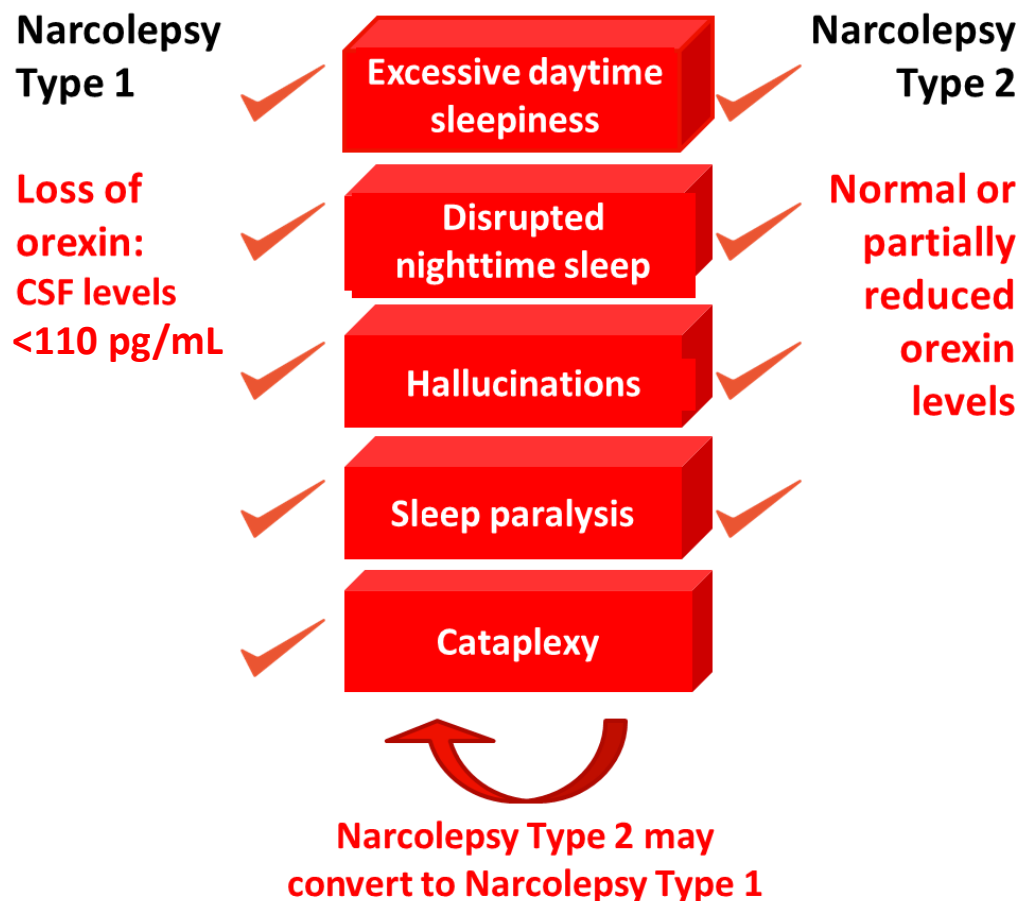 Narcolepsy
Type 1
Narcolepsy
Type 2
Loss of
orexin:
CSF levels
<110 pg/mL
Excessive daytime
sleepiness
Disrupted
nighttime sleep
Hallucinations
Sleep paralysis
Cataplexy
Normal or
partially
reduced
orexin
levels
Narcolepsy Type 2 may
convert to Narcolepsy Type 1